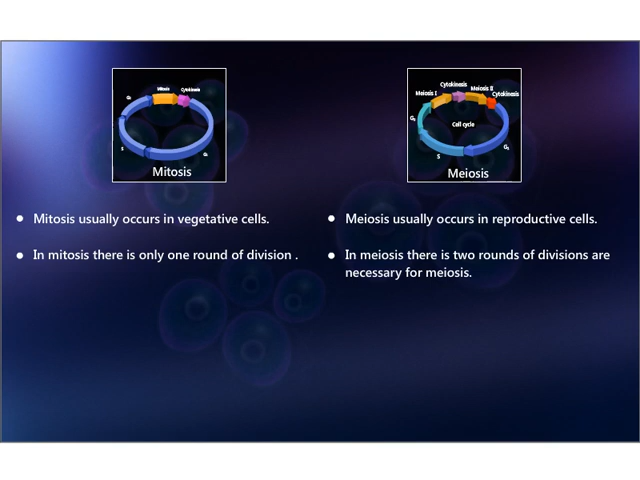 Mitosis
Cytokinesis
G₂
S
G₁
Mitosis
Cytokinesis
Meiosis I
Meiosis II
Cytokinesis
Cell cycle
S
G₁
Meiosis
Mitosis usually occurs in vegetative cells.
In mitosis there is only one round of division .
Meiosis usually occurs in reproductive cells.
In meiosis there is two rounds of divisions are
necessary for meiosis.